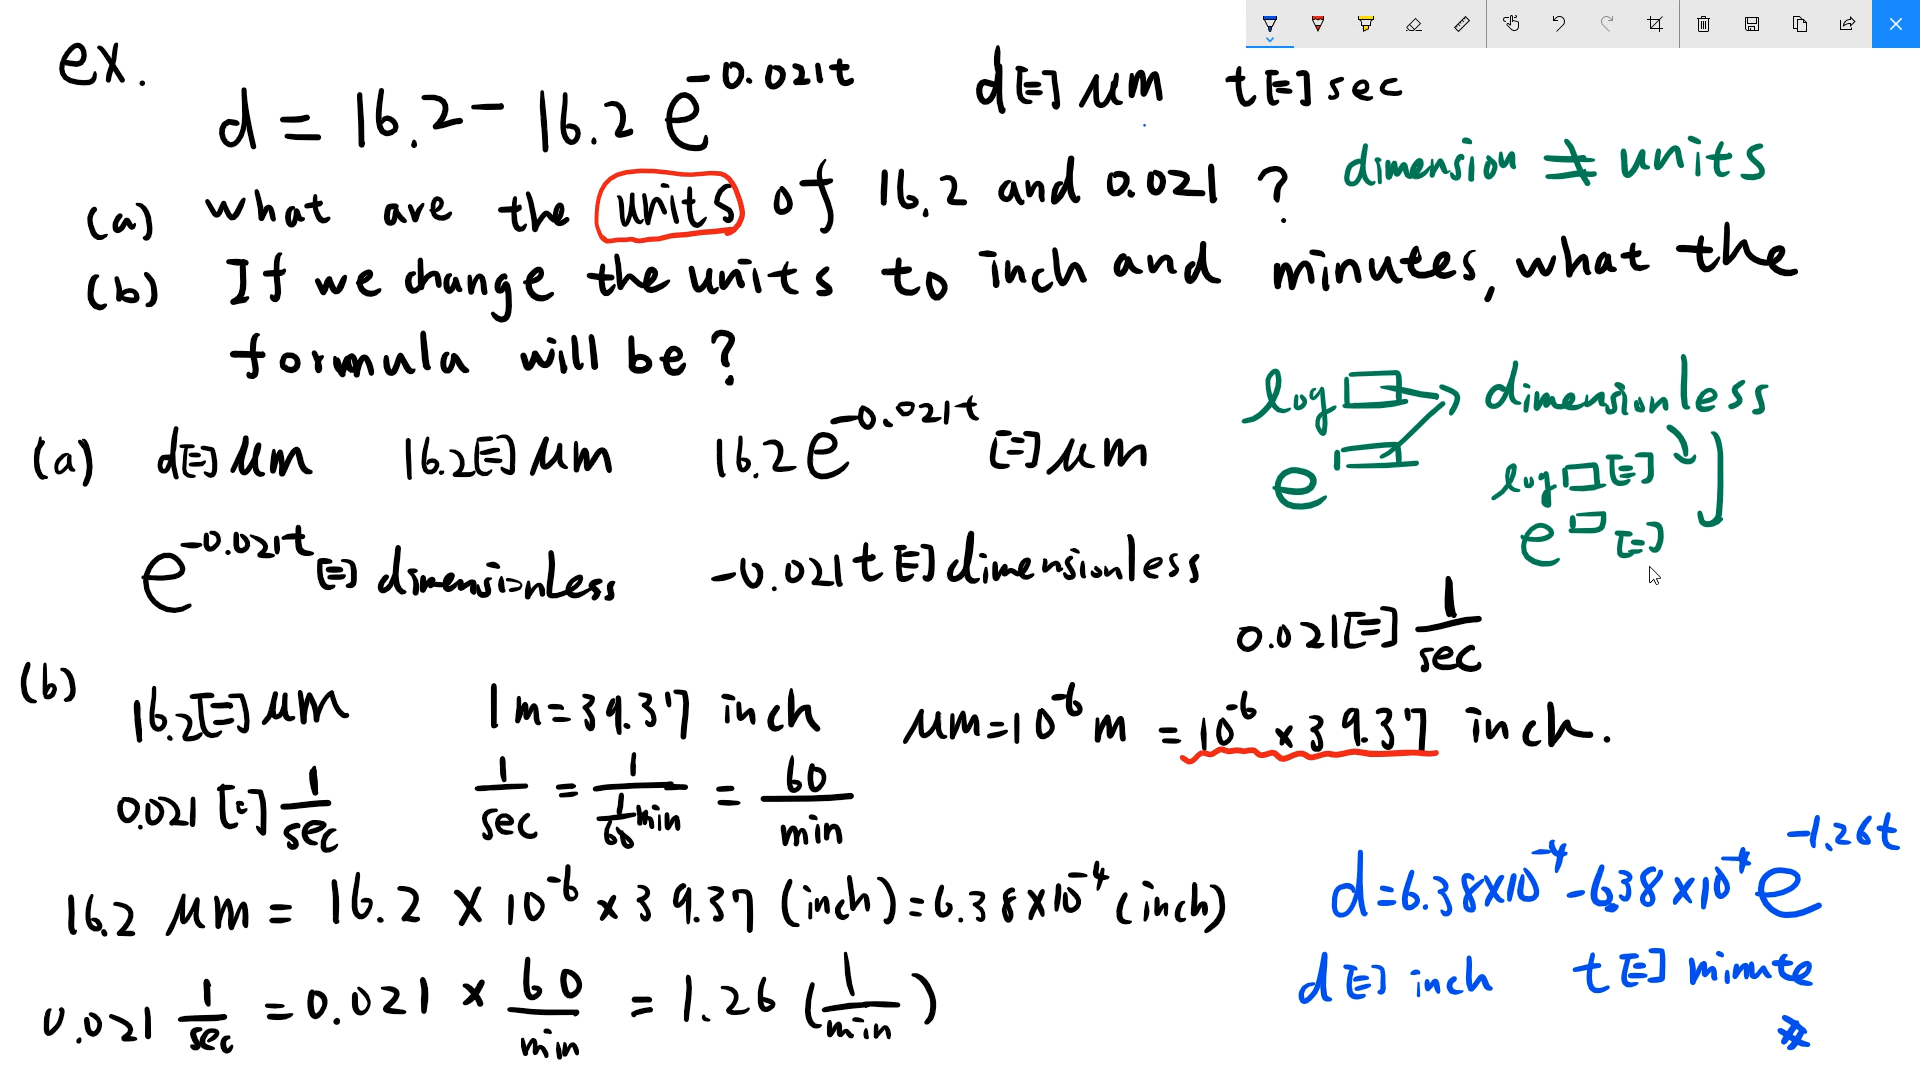 ex.
d = 16.2 - 16.2 e^{-0.021t}    d[=] μm    t[=] sec
dimension ≠ units
(a) what are the units of 16.2 and 0.021 ?
(b) If we change the units to inch and minutes, what the
formula will be ?
log□ → dimensionless
e^□
log□[=]
e^□ [=]
(a) d[=] μm    16.2[=] μm    16.2 e^{-0.021t} [=] μm
e^{-0.021t} [=] dimensionless    -0.021t [=] dimensionless
0.021[=] 1/sec
(b) 16.2[=] μm    1m = 39.37 inch    μm = 10^{-6} m = 10^{-6} × 39.37 inch.
0.021 [=] 1/sec    1/sec = 1/(1/60 min) = 60/min
16.2 μm = 16.2 × 10^{-6} × 39.37 (inch) = 6.38×10^{-4} (inch)
0.021 1/sec = 0.021 × 60/min = 1.26 (1/min)
d = 6.38×10^{-4} - 6.38×10^{-4} e^{-1.26t}
d [=] inch    t [=] minute